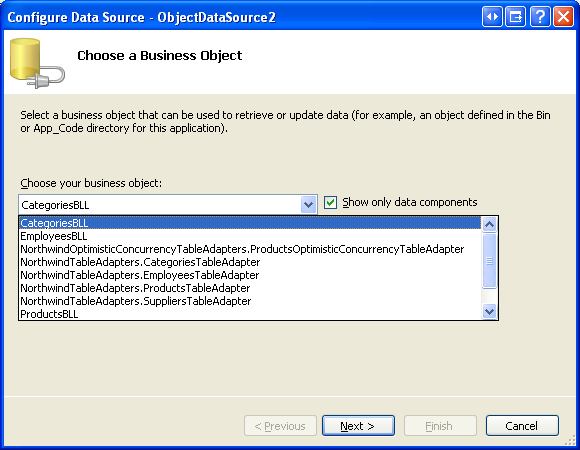 Configure Data Source - ObjectDataSource2
Choose a Business Object
Select a business object that can be used to retrieve or update data (for example, an object defined in the Bin
or App_Code directory for this application).
Choose your business object:
CategoriesBLL
Show only data components
CategoriesBLL
EmployeesBLL
NorthwindOptimisticConcurrencyTableAdapters.ProductsOptimisticConcurrencyTableAdapter
NorthwindTableAdapters.CategoriesTableAdapter
NorthwindTableAdapters.EmployeesTableAdapter
NorthwindTableAdapters.ProductsTableAdapter
NorthwindTableAdapters.SuppliersTableAdapter
ProductsBLL
< Previous
Next >
Finish
Cancel